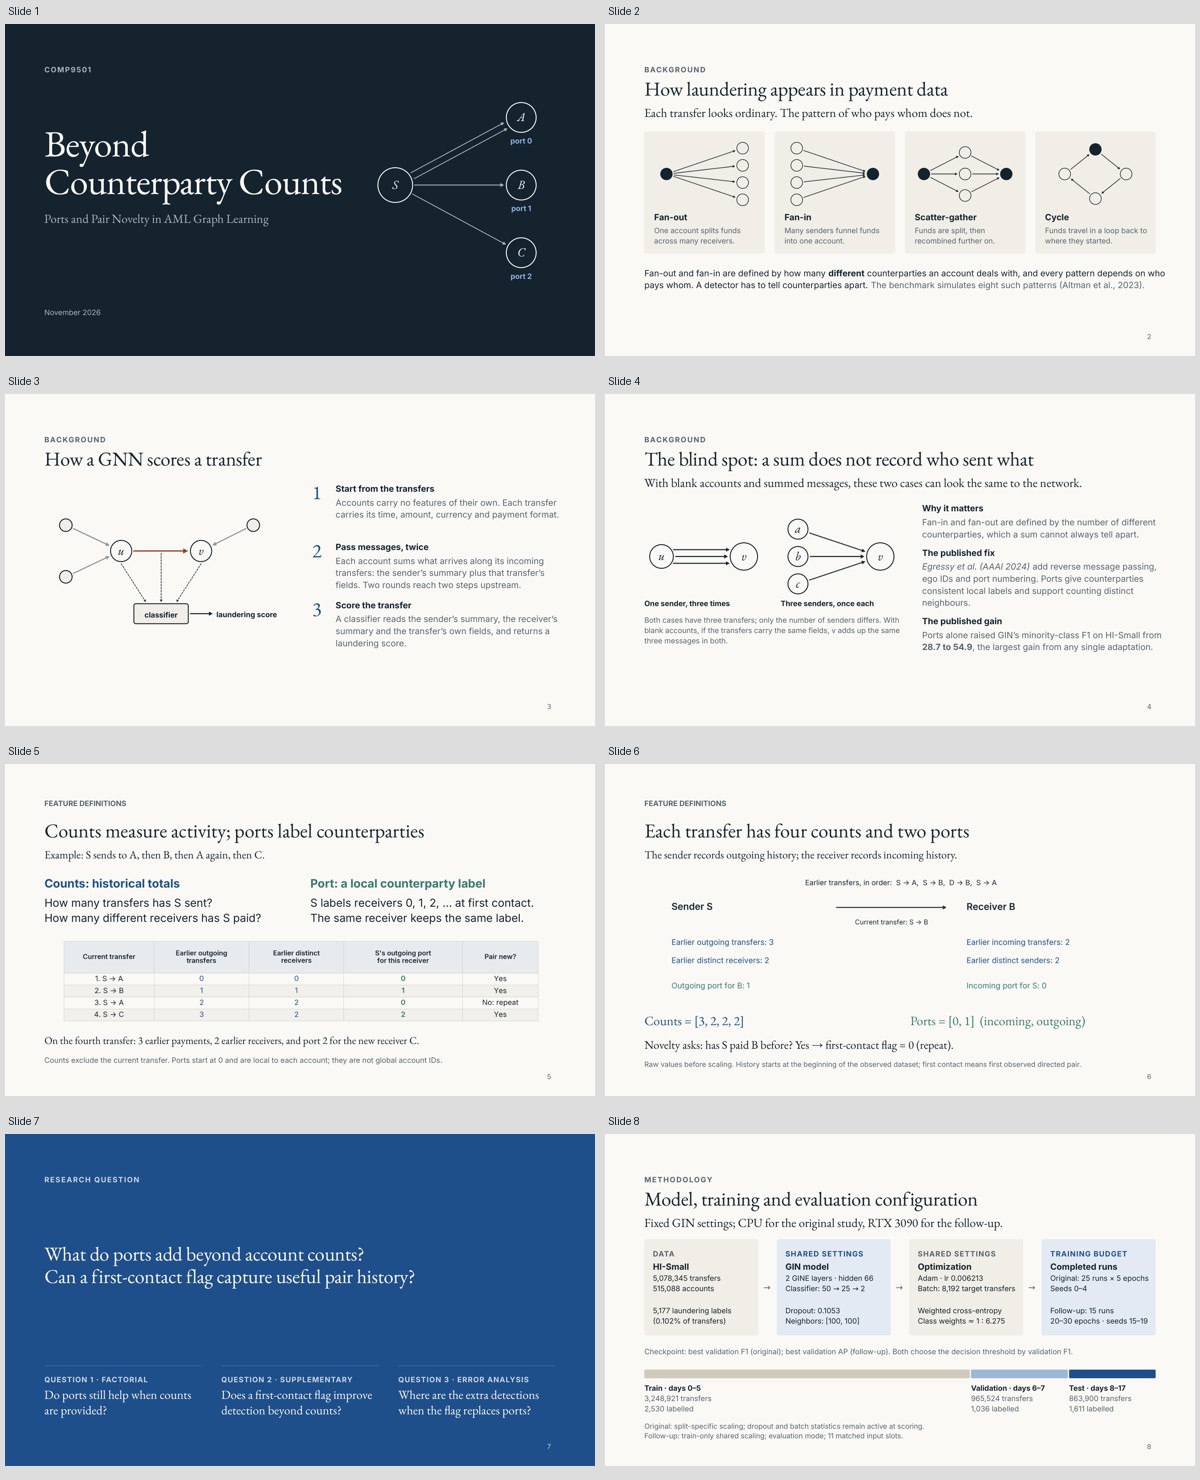 Slide 1
COMP9501
Beyond
Counterparty Counts
Ports and Pair Novelty in AML Graph Learning
S
A
port 0
B
port 1
C
port 2
November 2026
Slide 2
BACKGROUND
How laundering appears in payment data
Each transfer looks ordinary. The pattern of who pays whom does not.
Fan-out
One account splits funds
across many receivers.
Fan-in
Many senders funnel funds
into one account.
Scatter-gather
Funds are split, then
recombined further on.
Cycle
Funds travel in a loop back to
where they started.
Fan-out and fan-in are defined by how many different counterparties an account deals with, and every pattern depends on who
pays whom. A detector has to tell counterparties apart. The benchmark simulates eight such patterns (Altman et al., 2023).
2
Slide 3
BACKGROUND
How a GNN scores a transfer
u
v
classifier
laundering score
1
Start from the transfers
Accounts carry no features of their own. Each transfer
carries its time, amount, currency and payment format.
2
Pass messages, twice
Each account sums what arrives along its incoming
transfers: the sender's summary plus that transfer's
fields. Two rounds reach two steps upstream.
3
Score the transfer
A classifier reads the sender's summary, the receiver's
summary and the transfer's own fields, and returns a
laundering score.
3
Slide 4
BACKGROUND
The blind spot: a sum does not record who sent what
With blank accounts and summed messages, these two cases can look the same to the network.
u
v
a
b
c
v
One sender, three times
Three senders, once each
Both cases have three transfers; only the number of senders differs. With
blank accounts, if the transfers carry the same fields, v adds up the same
three messages in both.
Why it matters
Fan-in and fan-out are defined by the number of different
counterparties, which a sum cannot always tell apart.
The published fix
Egressy et al. (AAAI 2024) add reverse message passing,
ego IDs and port numbering. Ports give counterparties
consistent local labels and support counting distinct
neighbours.
The published gain
Ports alone raised GIN's minority-class F1 on HI-Small from
28.7 to 54.9, the largest gain from any single adaptation.
4
Slide 5
FEATURE DEFINITIONS
Counts measure activity; ports label counterparties
Example: S sends to A, then B, then A again, then C.
Counts: historical totals
How many transfers has S sent?
How many different receivers has S paid?
Port: a local counterparty label
S labels receivers 0, 1, 2, ... at first contact.
The same receiver keeps the same label.
Current transfer
Earlier outgoing
transfers
Earlier distinct
receivers
S's outgoing port
for this receiver
Pair new?
1. S → A 0 0 0 Yes
2. S → B 1 1 1 Yes
3. S → A 2 2 0 No: repeat
4. S → C 3 2 2 Yes
On the fourth transfer: 3 earlier payments, 2 earlier receivers, and port 2 for the new receiver C.
Counts exclude the current transfer. Ports start at 0 and are local to each account; they are not global account IDs.
5
Slide 6
FEATURE DEFINITIONS
Each transfer has four counts and two ports
The sender records outgoing history; the receiver records incoming history.
Earlier transfers, in order: S → A, S → B, D → B, S → A
Sender S
Receiver B
Current transfer: S → B
Earlier outgoing transfers: 3
Earlier distinct receivers: 2
Outgoing port for B: 1
Earlier incoming transfers: 2
Earlier distinct senders: 2
Incoming port for S: 0
Counts = [3, 2, 2, 2]
Ports = [0, 1] (incoming, outgoing)
Novelty asks: has S paid B before? Yes → first-contact flag = 0 (repeat).
Raw values before scaling. History starts at the beginning of the observed dataset; first contact means first observed directed pair.
6
Slide 7
RESEARCH QUESTION
What do ports add beyond account counts?
Can a first-contact flag capture useful pair history?
QUESTION 1 · FACTORIAL
Do ports still help when counts
are provided?
QUESTION 2 · SUPPLEMENTARY
Does a first-contact flag improve
detection beyond counts?
QUESTION 3 · ERROR ANALYSIS
Where are the extra detections
when the flag replaces ports?
7
Slide 8
METHODOLOGY
Model, training and evaluation configuration
Fixed GIN settings; CPU for the original study, RTX 3090 for the follow-up.
DATA
HI-Small
5,078,345 transfers
515,088 accounts
5,177 laundering labels
(0.102% of transfers)
→
SHARED SETTINGS
GIN model
2 GINE layers · hidden 66
Classifier: 50 → 25 → 2
Dropout: 0.1053
Neighbors: [100, 100]
→
SHARED SETTINGS
Optimization
Adam · lr 0.006213
Batch: 8,192 target transfers
Weighted cross-entropy
Class weights ≈ 1 : 6.275
→
TRAINING BUDGET
Completed runs
Original: 25 runs × 5 epochs
Seeds 0–4
Follow-up: 15 runs
20–30 epochs · seeds 15–19
Checkpoint: best validation F1 (original); best validation AP (follow-up). Both choose the decision threshold by validation F1.
Train · days 0–5
3,248,921 transfers
2,530 labelled
Validation · days 6–7
965,524 transfers
1,036 labelled
Test · days 8–17
863,900 transfers
1,611 labelled
Original: split-specific scaling; dropout and batch statistics remain active at scoring.
Follow-up: train-only shared scaling; evaluation mode; 11 matched input slots.
8